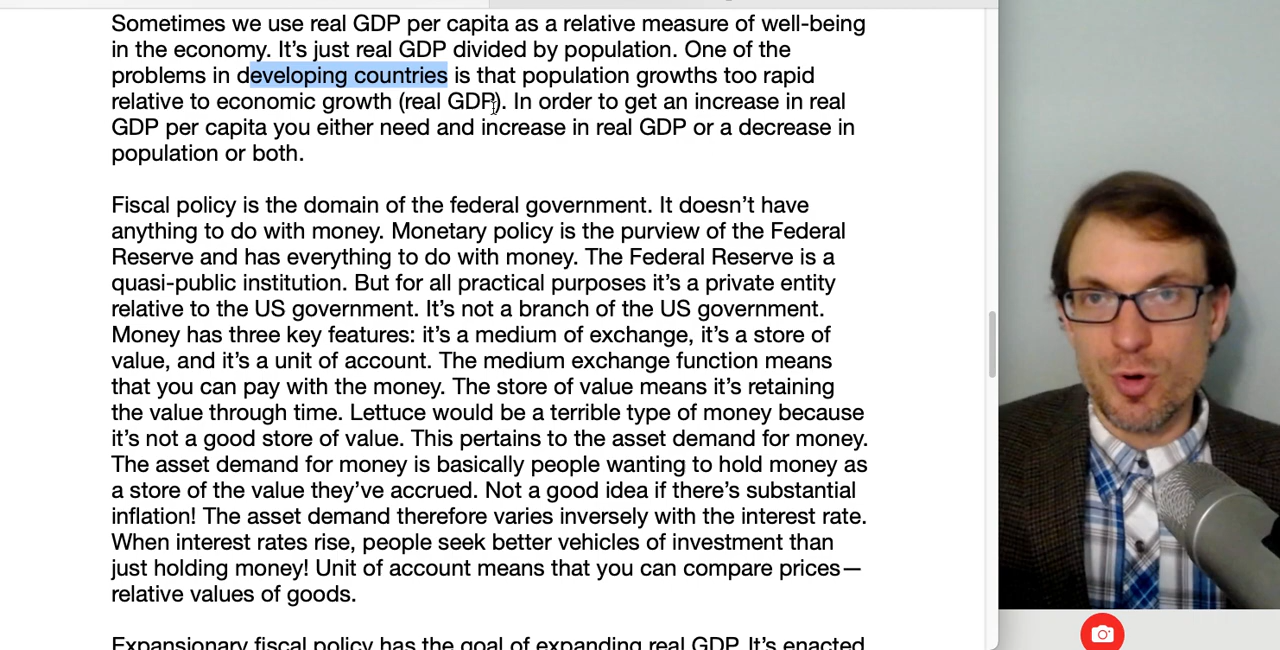 Sometimes we use real GDP per capita as a relative measure of well-being
in the economy. It’s just real GDP divided by population. One of the
problems in developing countries is that population growths too rapid
relative to economic growth (real GDP). In order to get an increase in real
GDP per capita you either need and increase in real GDP or a decrease in
population or both.
Fiscal policy is the domain of the federal government. It doesn’t have
anything to do with money. Monetary policy is the purview of the Federal
Reserve and has everything to do with money. The Federal Reserve is a
quasi-public institution. But for all practical purposes it’s a private entity
relative to the US government. It’s not a branch of the US government.
Money has three key features: it’s a medium of exchange, it’s a store of
value, and it’s a unit of account. The medium exchange function means
that you can pay with the money. The store of value means it’s retaining
the value through time. Lettuce would be a terrible type of money because
it’s not a good store of value. This pertains to the asset demand for money.
The asset demand for money is basically people wanting to hold money as
a store of the value they’ve accrued. Not a good idea if there’s substantial
inflation! The asset demand therefore varies inversely with the interest rate.
When interest rates rise, people seek better vehicles of investment than
just holding money! Unit of account means that you can compare prices—
relative values of goods.
Expansionary fiscal policy has the goal of expanding real GDP. It’s enacted